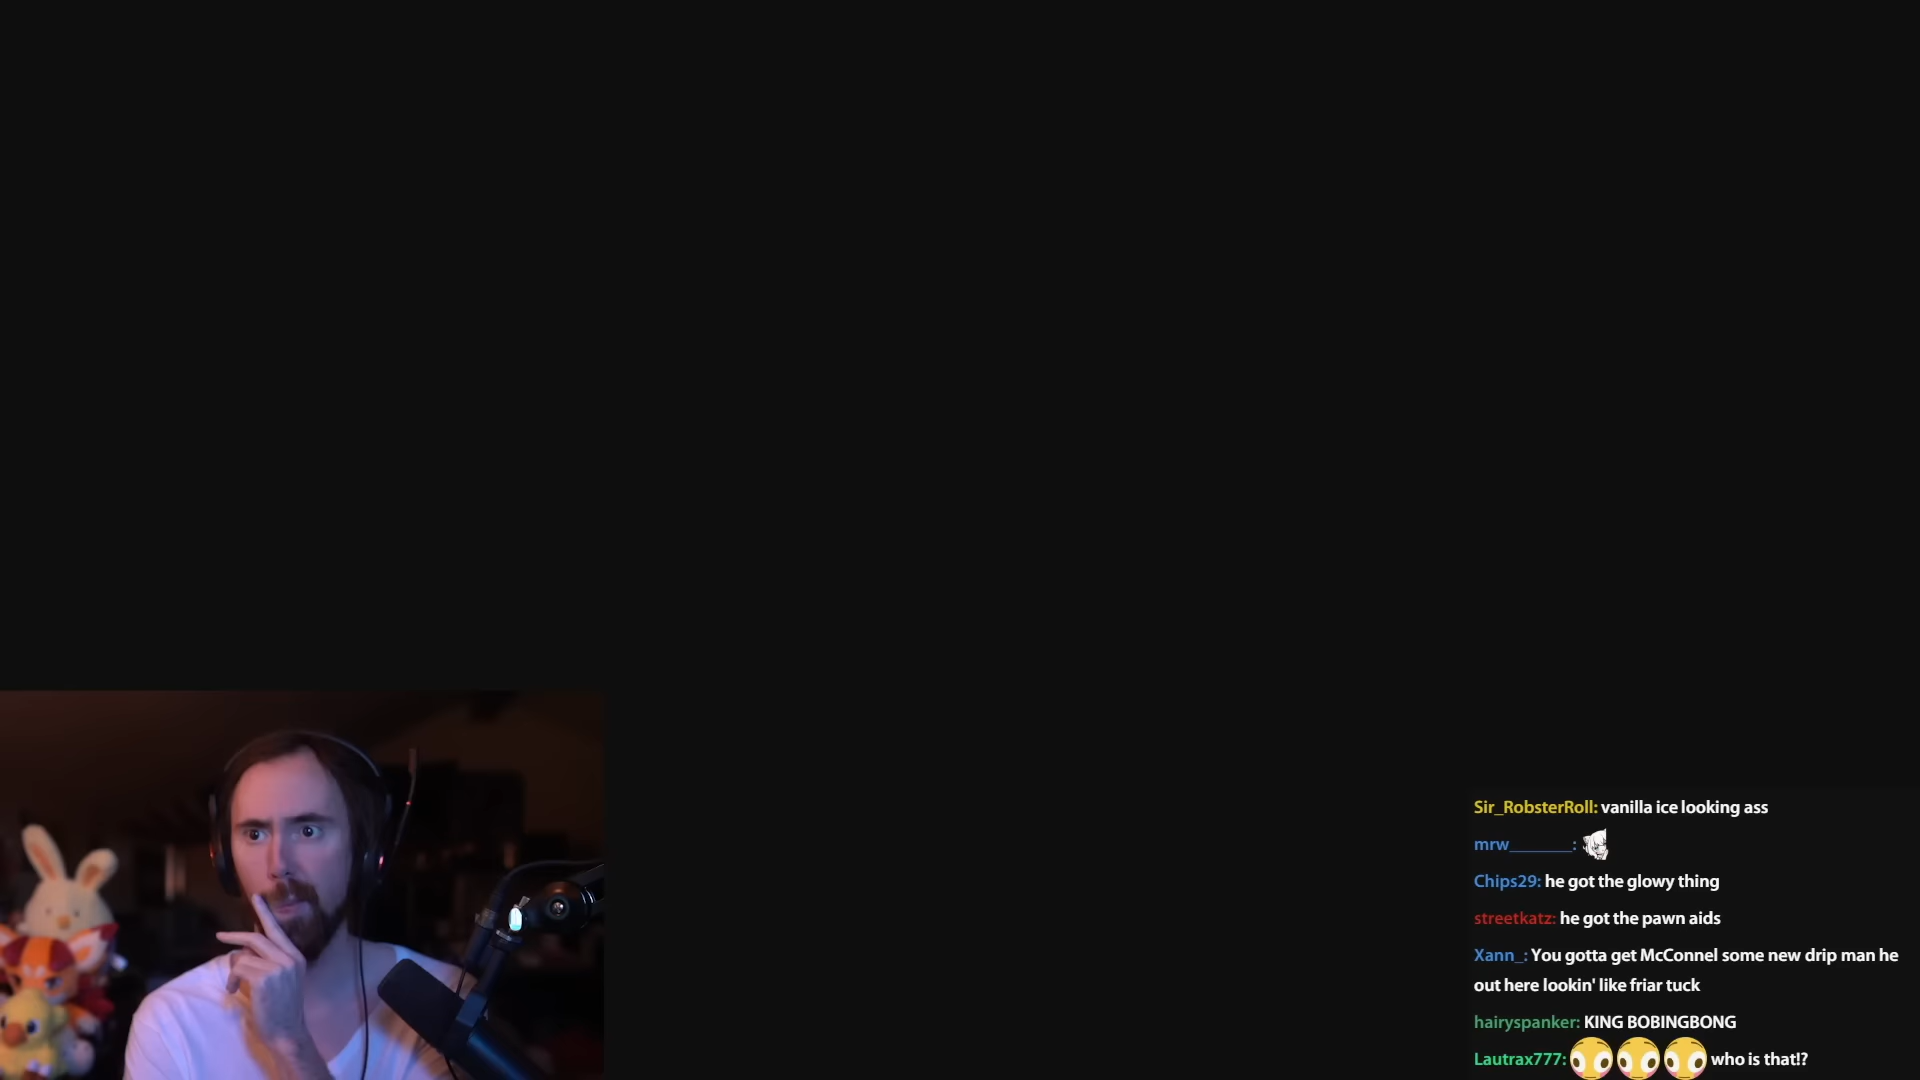 Sir_RobsterRoll: vanilla ice looking ass
mrw_______:
Chips29: he got the glowy thing
streetkatz: he got the pawn aids
Xann_: You gotta get McConnel some new drip man he
out here lookin' like friar tuck
hairyspanker: KING BOBINGBONG
Lautrax777: who is that!?